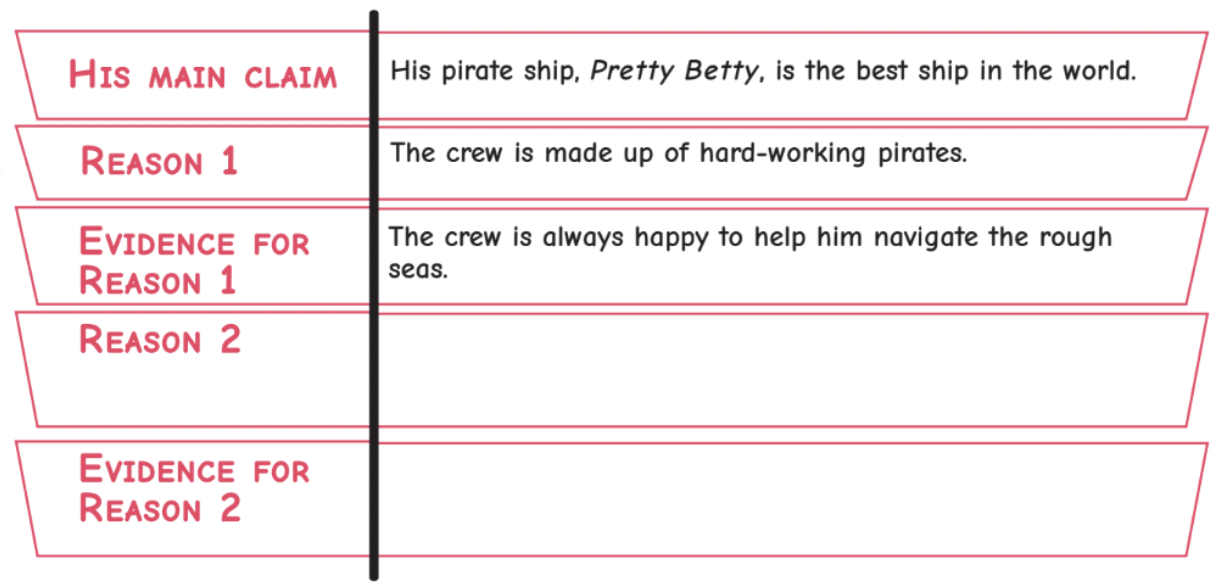 His main claim
His pirate ship, Pretty Betty, is the best ship in the world.
Reason 1
The crew is made up of hard-working pirates.
Evidence for
Reason 1
The crew is always happy to help him navigate the rough
seas.
Reason 2
Evidence for
Reason 2